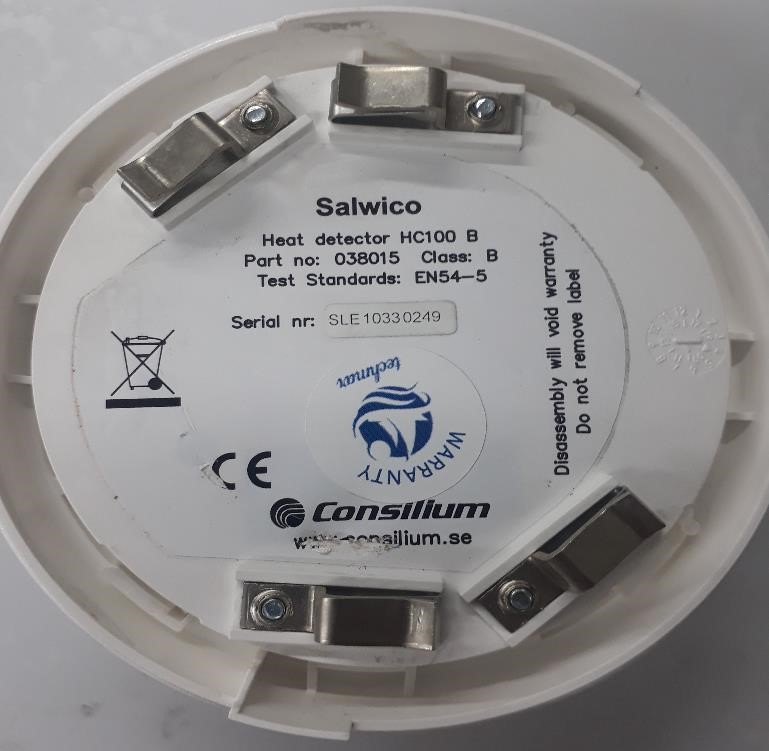 Salwico
Heat detector HC100 B
Part no: 038015 Class: B
Test Standards: EN54-5
Serial nr: SLE10330249
Disassembly will void warranty
Do not remove label
techmar
WARRANTY
CE
Consilium
www.consilium.se